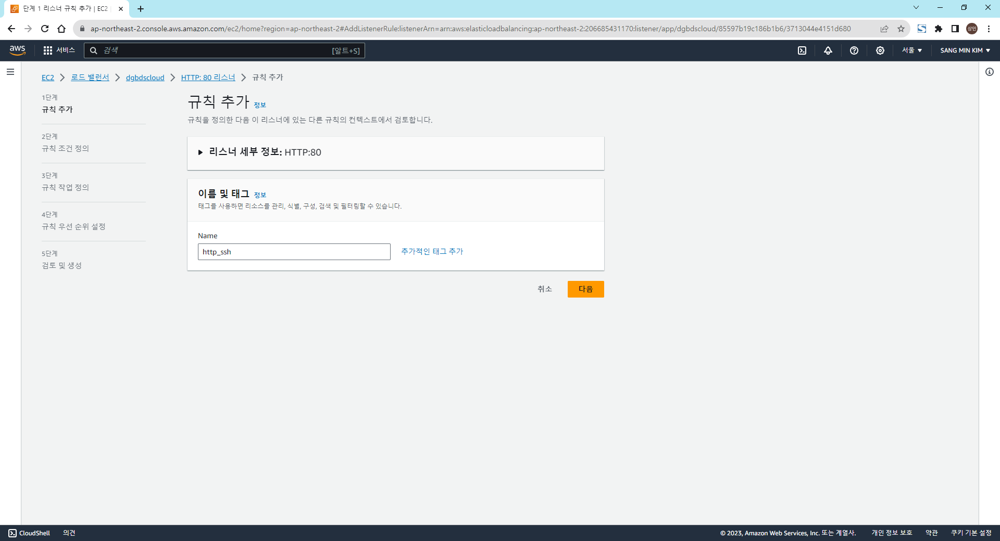 단계 1 리스너 규칙 추가 | EC2
ap-northeast-2.console.aws.amazon.com/ec2/home?region=ap-northeast-2#AddListenerRule:listenerArn=arn:aws:elasticloadbalancing:ap-northeast-2:206685431170:listener/app/dgbdscloud/85597b19c186b1b6/3713044e4151d680
상민
aws
서비스
검색
[알트+S]
서울
SANG MIN KIM
EC2
로드 밸런서
dgbdscloud
HTTP: 80 리스너
규칙 추가
1단계
규칙 추가
2단계
규칙 조건 정의
3단계
규칙 작업 정의
4단계
규칙 우선 순위 설정
5단계
검토 및 생성
규칙 추가 정보
규칙을 정의한 다음 이 리스너에 있는 다른 규칙의 컨텍스트에서 검토합니다.
리스너 세부 정보: HTTP:80
이름 및 태그 정보
태그를 사용하면 리소스를 관리, 식별, 구성, 검색 및 필터링할 수 있습니다.
Name
http_ssh
추가적인 태그 추가
취소
다음
CloudShell
의견
© 2023, Amazon Web Services, Inc. 또는 계열사.
개인 정보 보호
약관
쿠키 기본 설정